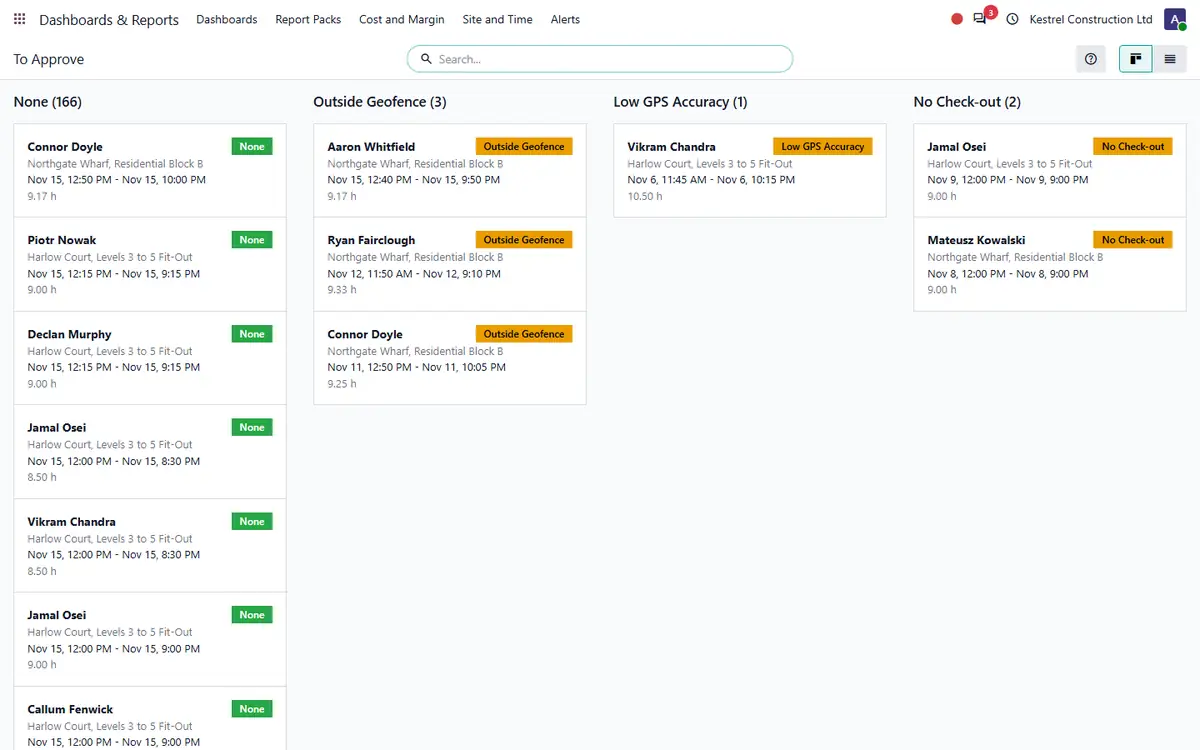 Dashboards & Reports
Dashboards
Report Packs
Cost and Margin
Site and Time
Alerts
3
Kestrel Construction Ltd
A
To Approve
Search...
None (166)
Connor Doyle
None
Northgate Wharf, Residential Block B
Nov 15, 12:50 PM - Nov 15, 10:00 PM
9.17 h
Piotr Nowak
None
Harlow Court, Levels 3 to 5 Fit-Out
Nov 15, 12:15 PM - Nov 15, 9:15 PM
9.00 h
Declan Murphy
None
Harlow Court, Levels 3 to 5 Fit-Out
Nov 15, 12:15 PM - Nov 15, 9:15 PM
9.00 h
Jamal Osei
None
Harlow Court, Levels 3 to 5 Fit-Out
Nov 15, 12:00 PM - Nov 15, 8:30 PM
8.50 h
Vikram Chandra
None
Harlow Court, Levels 3 to 5 Fit-Out
Nov 15, 12:00 PM - Nov 15, 8:30 PM
8.50 h
Jamal Osei
None
Harlow Court, Levels 3 to 5 Fit-Out
Nov 15, 12:00 PM - Nov 15, 9:00 PM
9.00 h
Callum Fenwick
None
Harlow Court, Levels 3 to 5 Fit-Out
Nov 15, 12:00 PM - Nov 15, 9:00 PM
Outside Geofence (3)
Aaron Whitfield
Outside Geofence
Northgate Wharf, Residential Block B
Nov 15, 12:40 PM - Nov 15, 9:50 PM
9.17 h
Ryan Fairclough
Outside Geofence
Northgate Wharf, Residential Block B
Nov 12, 11:50 AM - Nov 12, 9:10 PM
9.33 h
Connor Doyle
Outside Geofence
Northgate Wharf, Residential Block B
Nov 11, 12:50 PM - Nov 11, 10:05 PM
9.25 h
Low GPS Accuracy (1)
Vikram Chandra
Low GPS Accuracy
Harlow Court, Levels 3 to 5 Fit-Out
Nov 6, 11:45 AM - Nov 6, 10:15 PM
10.50 h
No Check-out (2)
Jamal Osei
No Check-out
Harlow Court, Levels 3 to 5 Fit-Out
Nov 9, 12:00 PM - Nov 9, 9:00 PM
9.00 h
Mateusz Kowalski
No Check-out
Northgate Wharf, Residential Block B
Nov 8, 12:00 PM - Nov 8, 9:00 PM
9.00 h